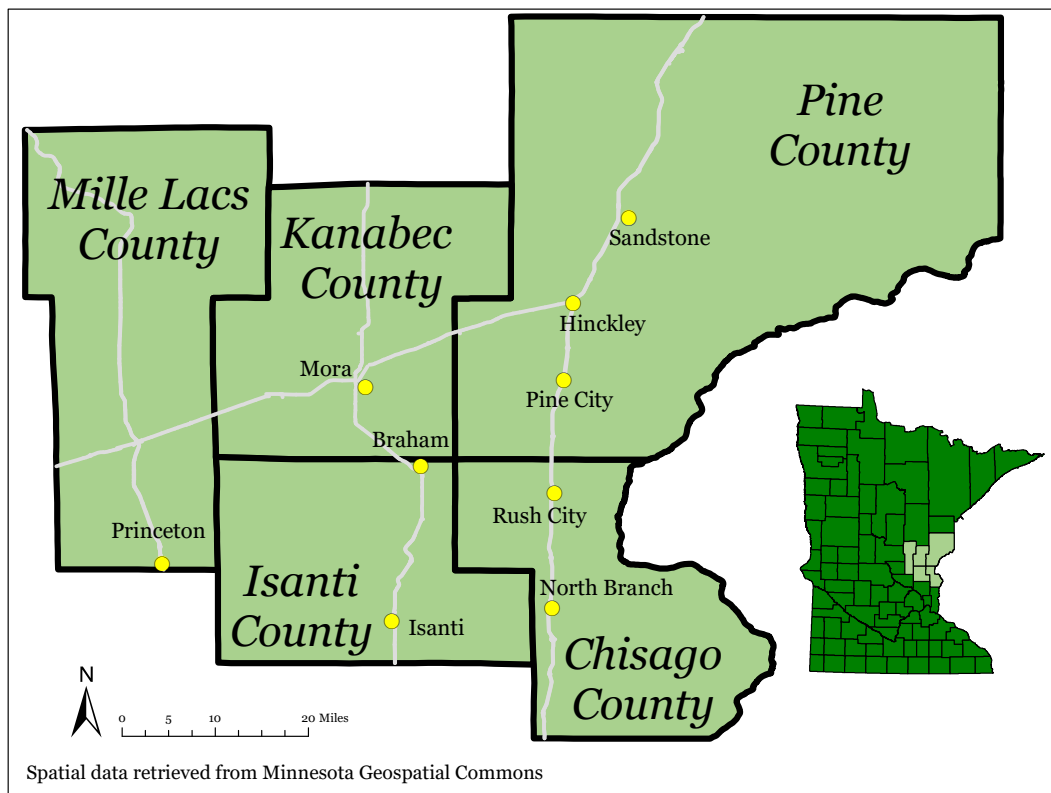 Pine
County
Mille Lacs
County
Kanabec
County
Sandstone
Hinckley
Mora
Pine City
Braham
Rush City
Princeton
Isanti
County
North Branch
Isanti
Chisago
County
N
0 5 10 20 Miles
Spatial data retrieved from Minnesota Geospatial Commons